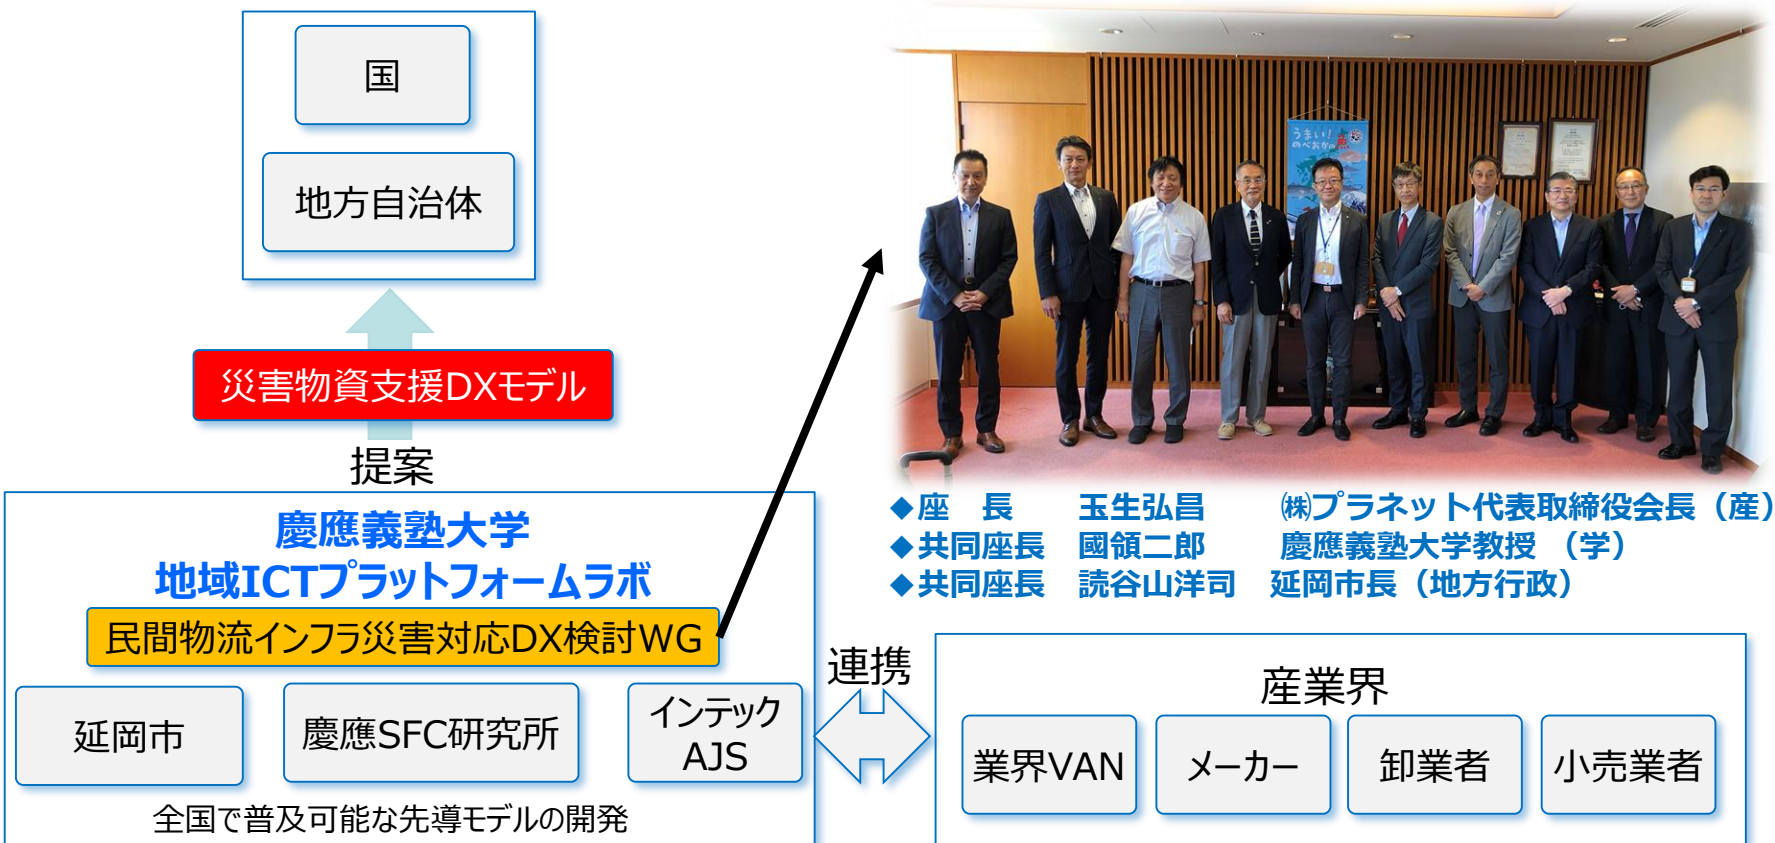 国
地方自治体
災害物資支援DXモデル
提案
慶應義塾大学
地域ICTプラットフォームラボ
民間物流インフラ災害対応DX検討WG
延岡市
慶應SFC研究所
インテック
AJS
全国で普及可能な先導モデルの開発
うまい!
のべおかの
◆座　長　　玉生弘昌　　㈱プラネット代表取締役会長（産）
◆共同座長　國領二郎　　慶應義塾大学教授 （学）
◆共同座長　読谷山洋司　延岡市長（地方行政）
連携
産業界
業界VAN
メーカー
卸業者
小売業者